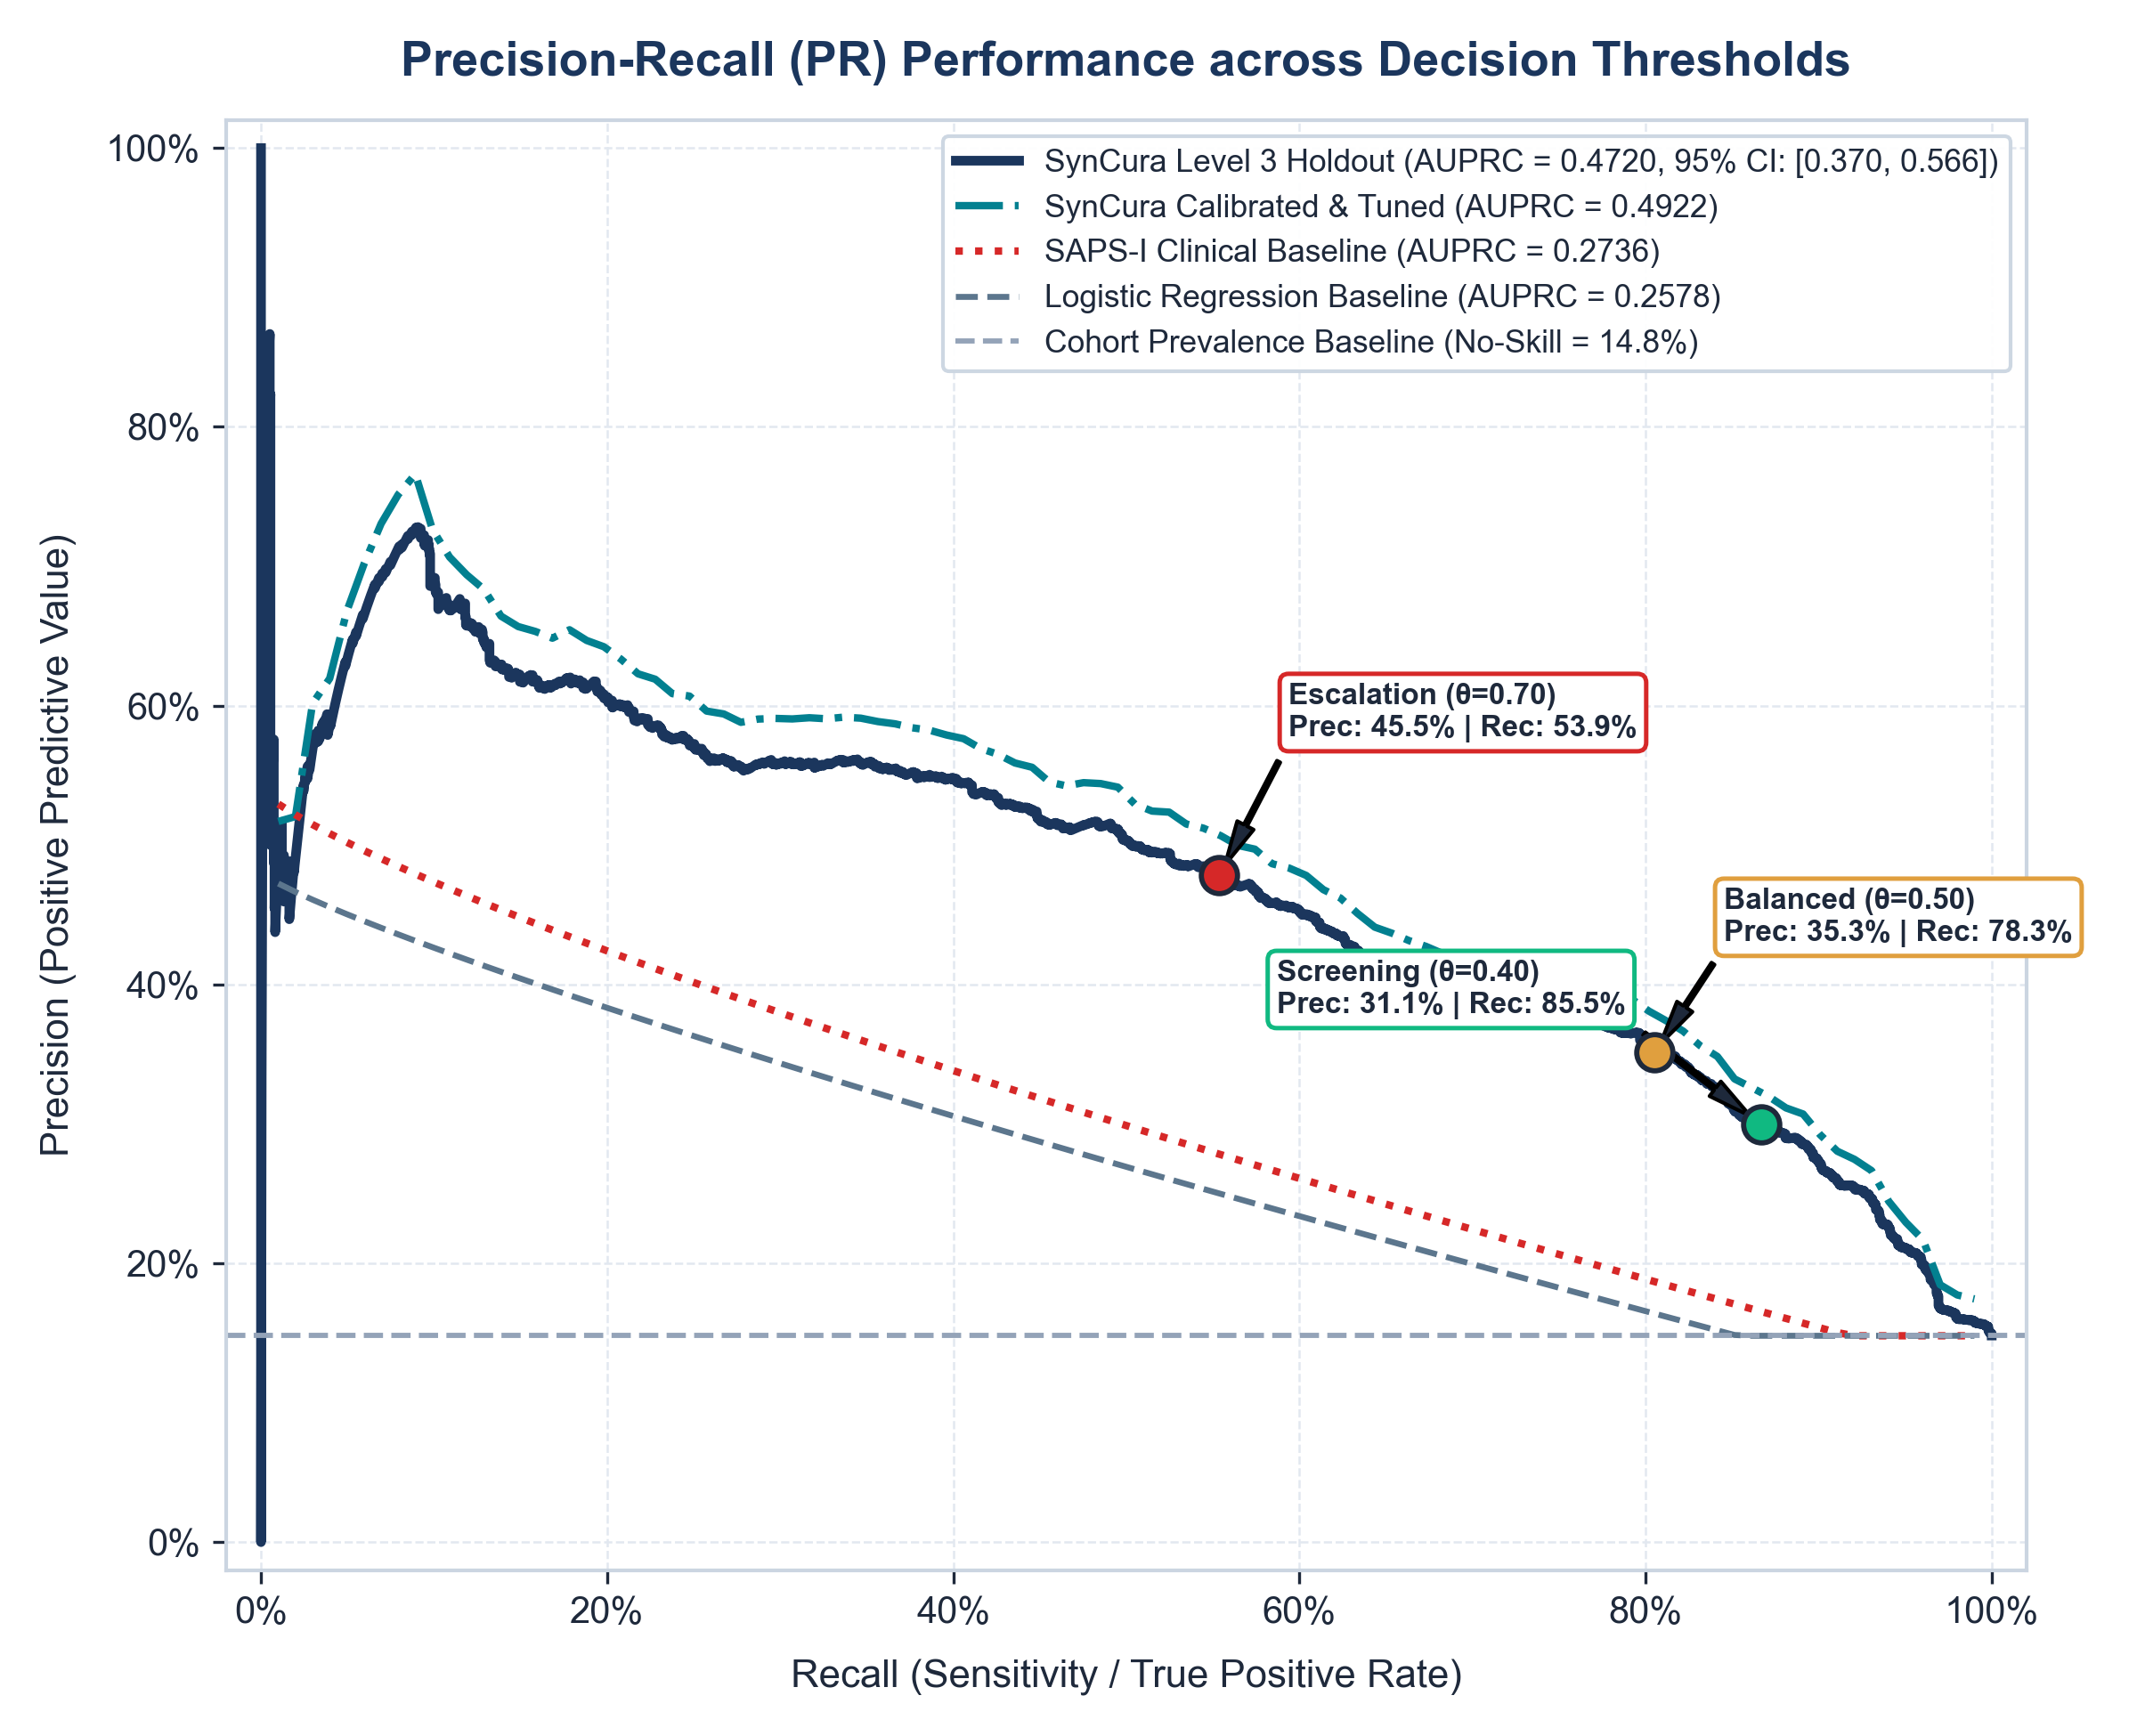 Precision-Recall (PR) Performance across Decision Thresholds
100%
80%
60%
40%
20%
0%
Precision (Positive Predictive Value)
SynCura Level 3 Holdout (AUPRC = 0.4720, 95% CI: [0.370, 0.566])
SynCura Calibrated & Tuned (AUPRC = 0.4922)
SAPS-I Clinical Baseline (AUPRC = 0.2736)
Logistic Regression Baseline (AUPRC = 0.2578)
Cohort Prevalence Baseline (No-Skill = 14.8%)
Escalation (θ=0.70)
Prec: 45.5% | Rec: 53.9%
Balanced (θ=0.50)
Prec: 35.3% | Rec: 78.3%
Screening (θ=0.40)
Prec: 31.1% | Rec: 85.5%
0%
20%
40%
60%
80%
100%
Recall (Sensitivity / True Positive Rate)